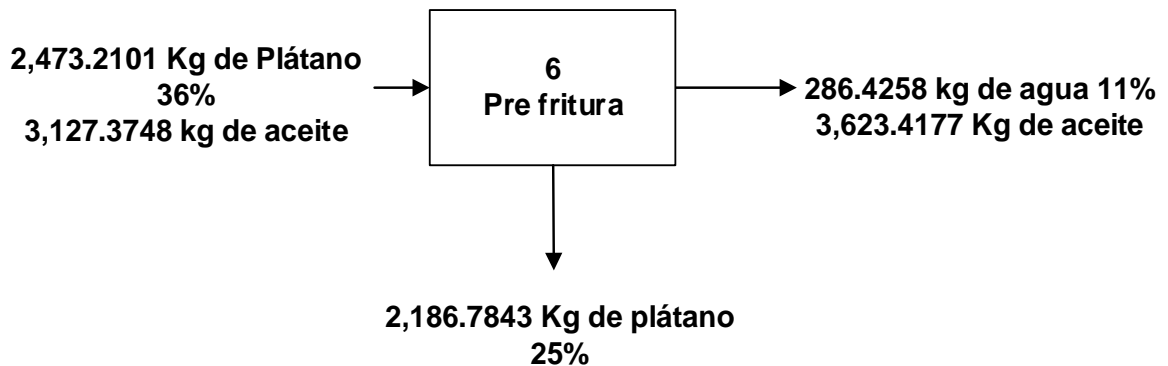 2,473.2101 Kg de Plátano
36%
3,127.3748 kg de aceite
6
Pre fritura
286.4258 kg de agua 11%
3,623.4177 Kg de aceite
2,186.7843 Kg de plátano
25%